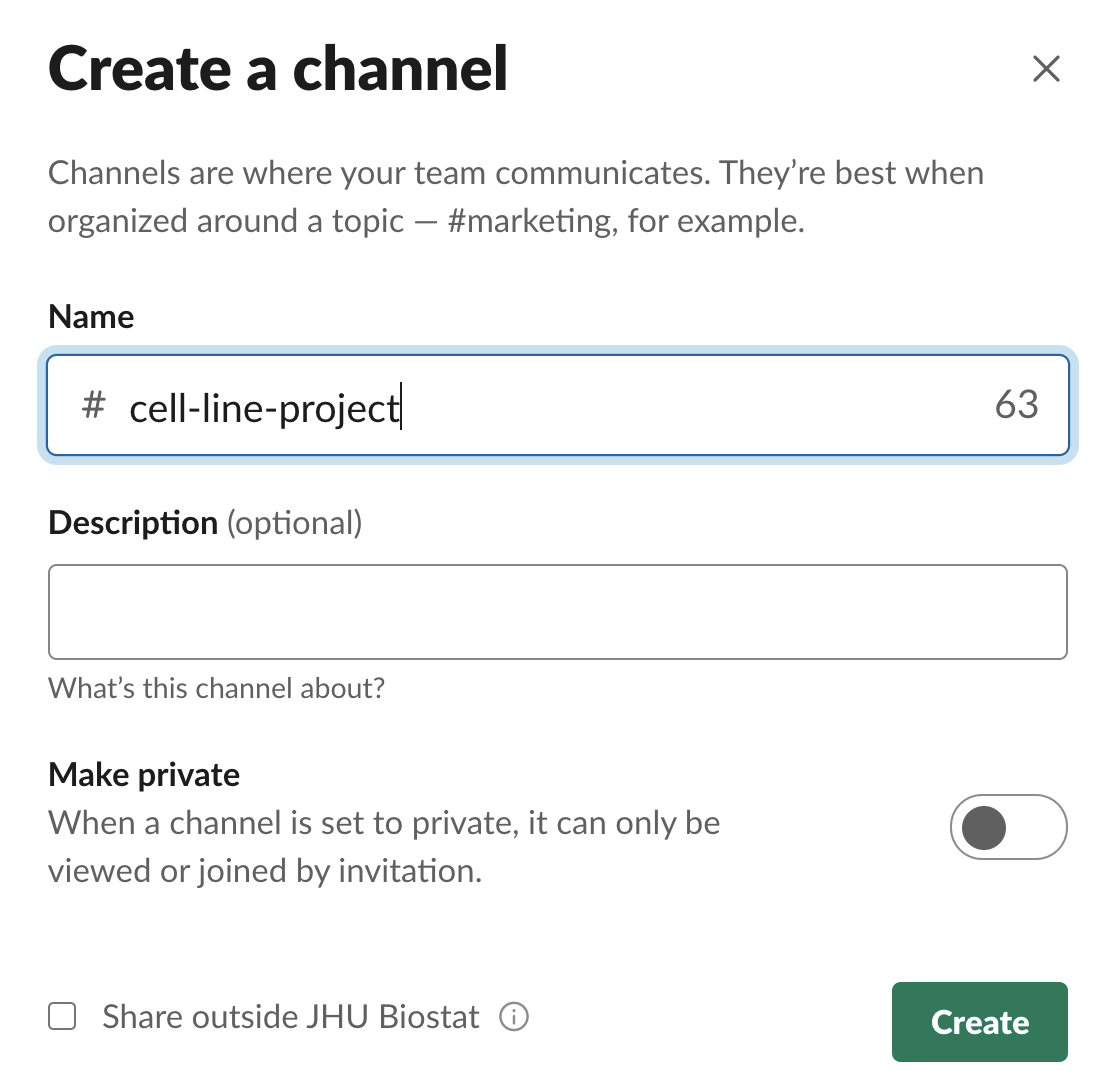 Create a channel
Channels are where your team communicates. They’re best when
organized around a topic — #marketing, for example.
Name
# cell-line-project 63
Description (optional)
What’s this channel about?
Make private
When a channel is set to private, it can only be
viewed or joined by invitation.
Share outside JHU Biostat
Create